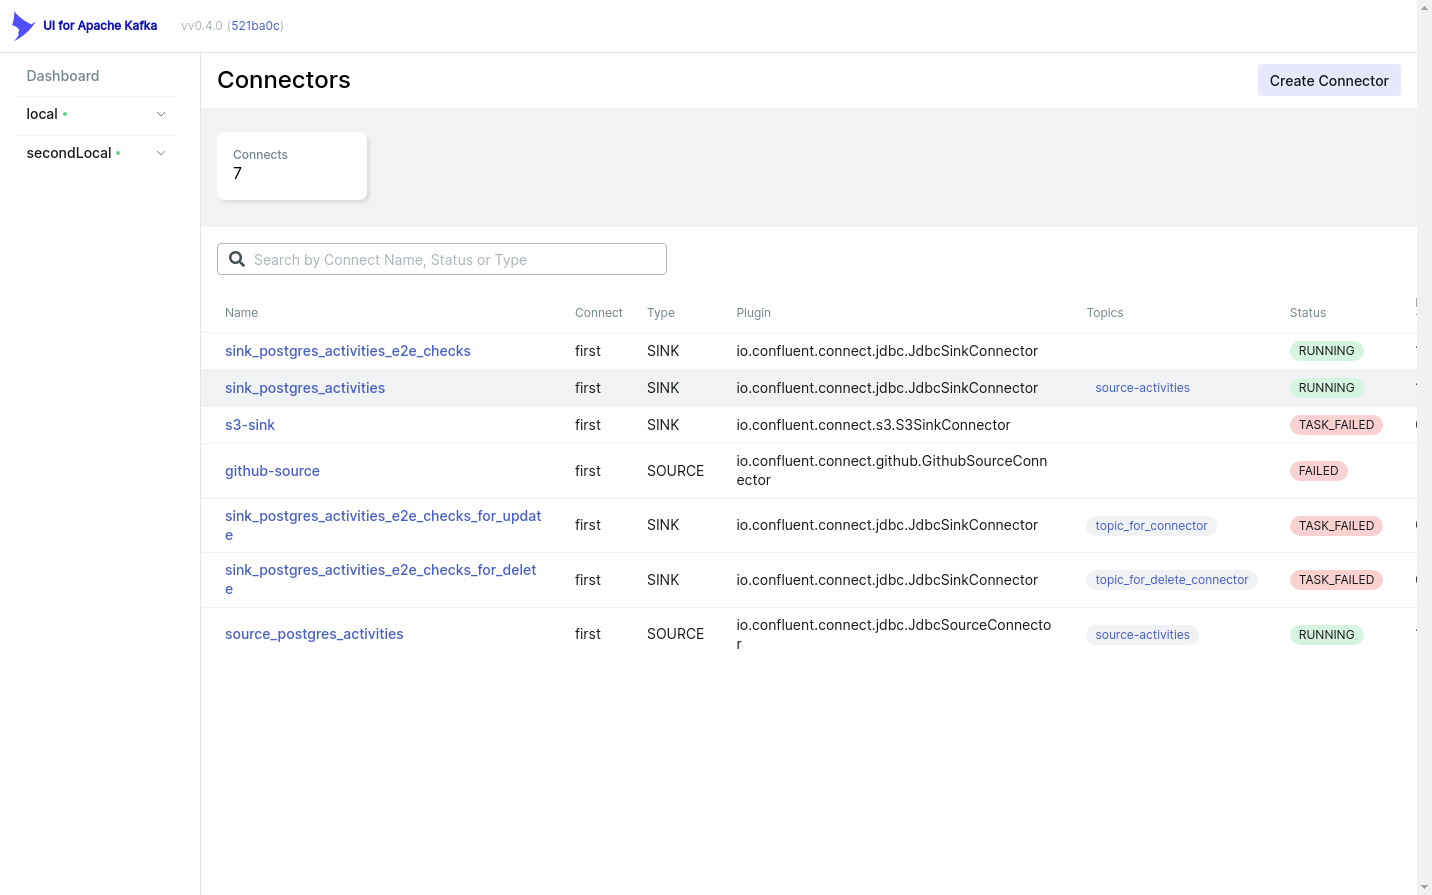 UI for Apache Kafka vv0.4.0 (521ba0c)
Dashboard
local
secondLocal
Connectors
Create Connector
Connects
7
Search by Connect Name, Status or Type
Name Connect Type Plugin Topics Status
sink_postgres_activities_e2e_checks first SINK io.confluent.connect.jdbc.JdbcSinkConnector RUNNING
sink_postgres_activities first SINK io.confluent.connect.jdbc.JdbcSinkConnector source-activities RUNNING
s3-sink first SINK io.confluent.connect.s3.S3SinkConnector TASK_FAILED
github-source first SOURCE io.confluent.connect.github.GithubSourceConn
ector FAILED
sink_postgres_activities_e2e_checks_for_updat
e first SINK io.confluent.connect.jdbc.JdbcSinkConnector topic_for_connector TASK_FAILED
sink_postgres_activities_e2e_checks_for_delet
e first SINK io.confluent.connect.jdbc.JdbcSinkConnector topic_for_delete_connector TASK_FAILED
source_postgres_activities first SOURCE io.confluent.connect.jdbc.JdbcSourceConnecto
r source-activities RUNNING